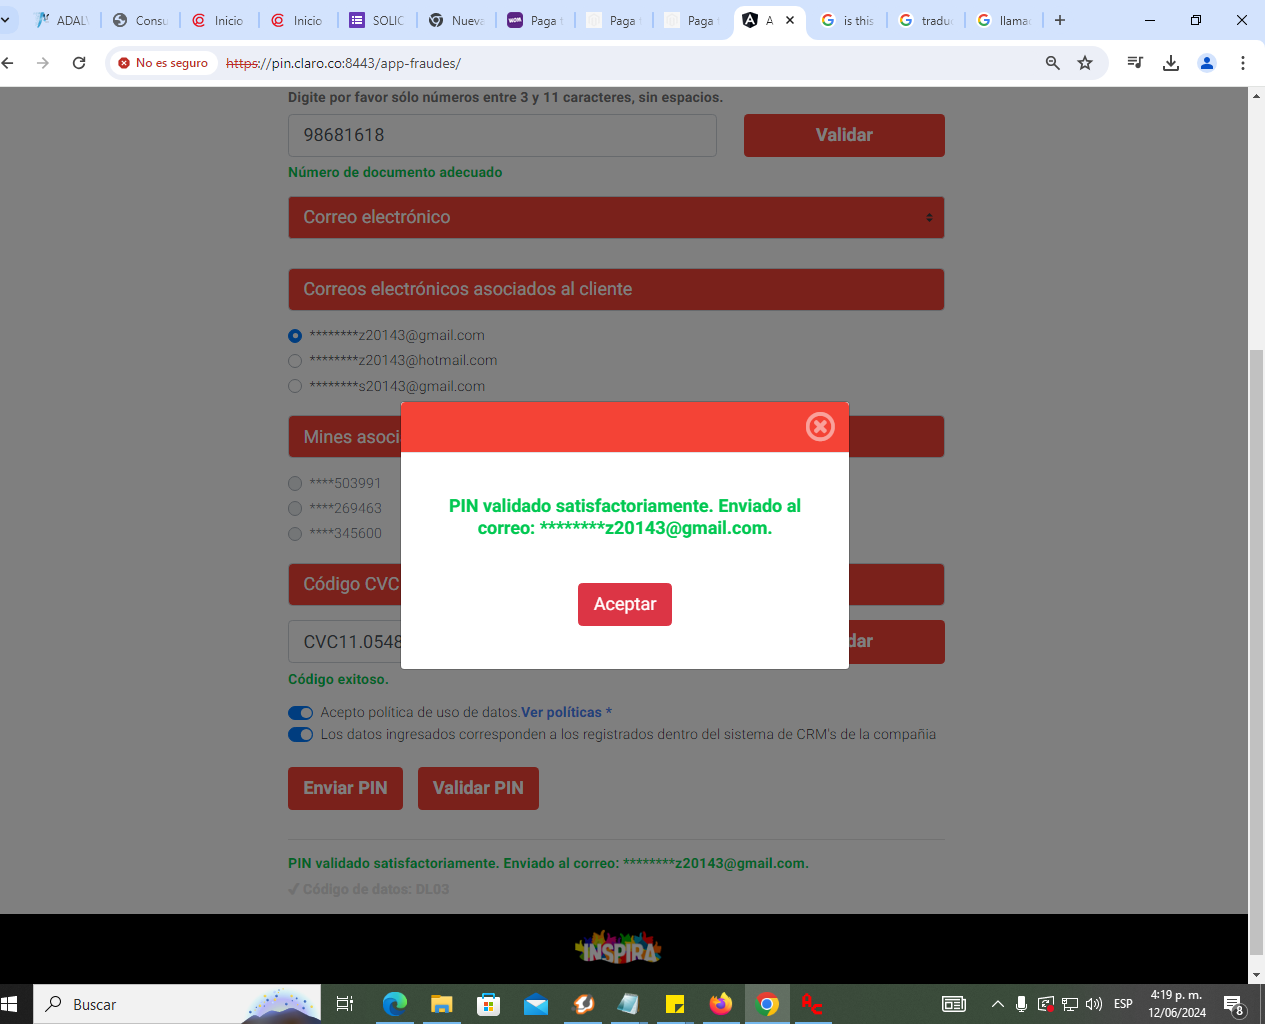 ADAL
Consu
Inicio
Inicio
SOLIC
Nueva
Paga t
Paga
Paga
A
is this
traduc
llamad
No es seguro
https://pin.claro.co:8443/app-fraudes/
Digite por favor sólo números entre 3 y 11 caracteres, sin espacios.
98681618
Validar
Número de documento adecuado
Correo electrónico
Correos electrónicos asociados al cliente
********z20143@gmail.com
********z20143@hotmail.com
********s20143@gmail.com
Mines asoci
****503991
****269463
****345600
PIN validado satisfactoriamente. Enviado al
correo: ********z20143@gmail.com.
Aceptar
Código CVC
CVC11.0548
dar
Código exitoso.
Acepto política de uso de datos.Ver políticas *
Los datos ingresados corresponden a los registrados dentro del sistema de CRM's de la compañia
Enviar PIN
Validar PIN
PIN validado satisfactoriamente. Enviado al correo: ********z20143@gmail.com.
✔ Código de datos: DL03
INSPIRA
Buscar
ESP
4:19 p. m.
12/06/2024
8